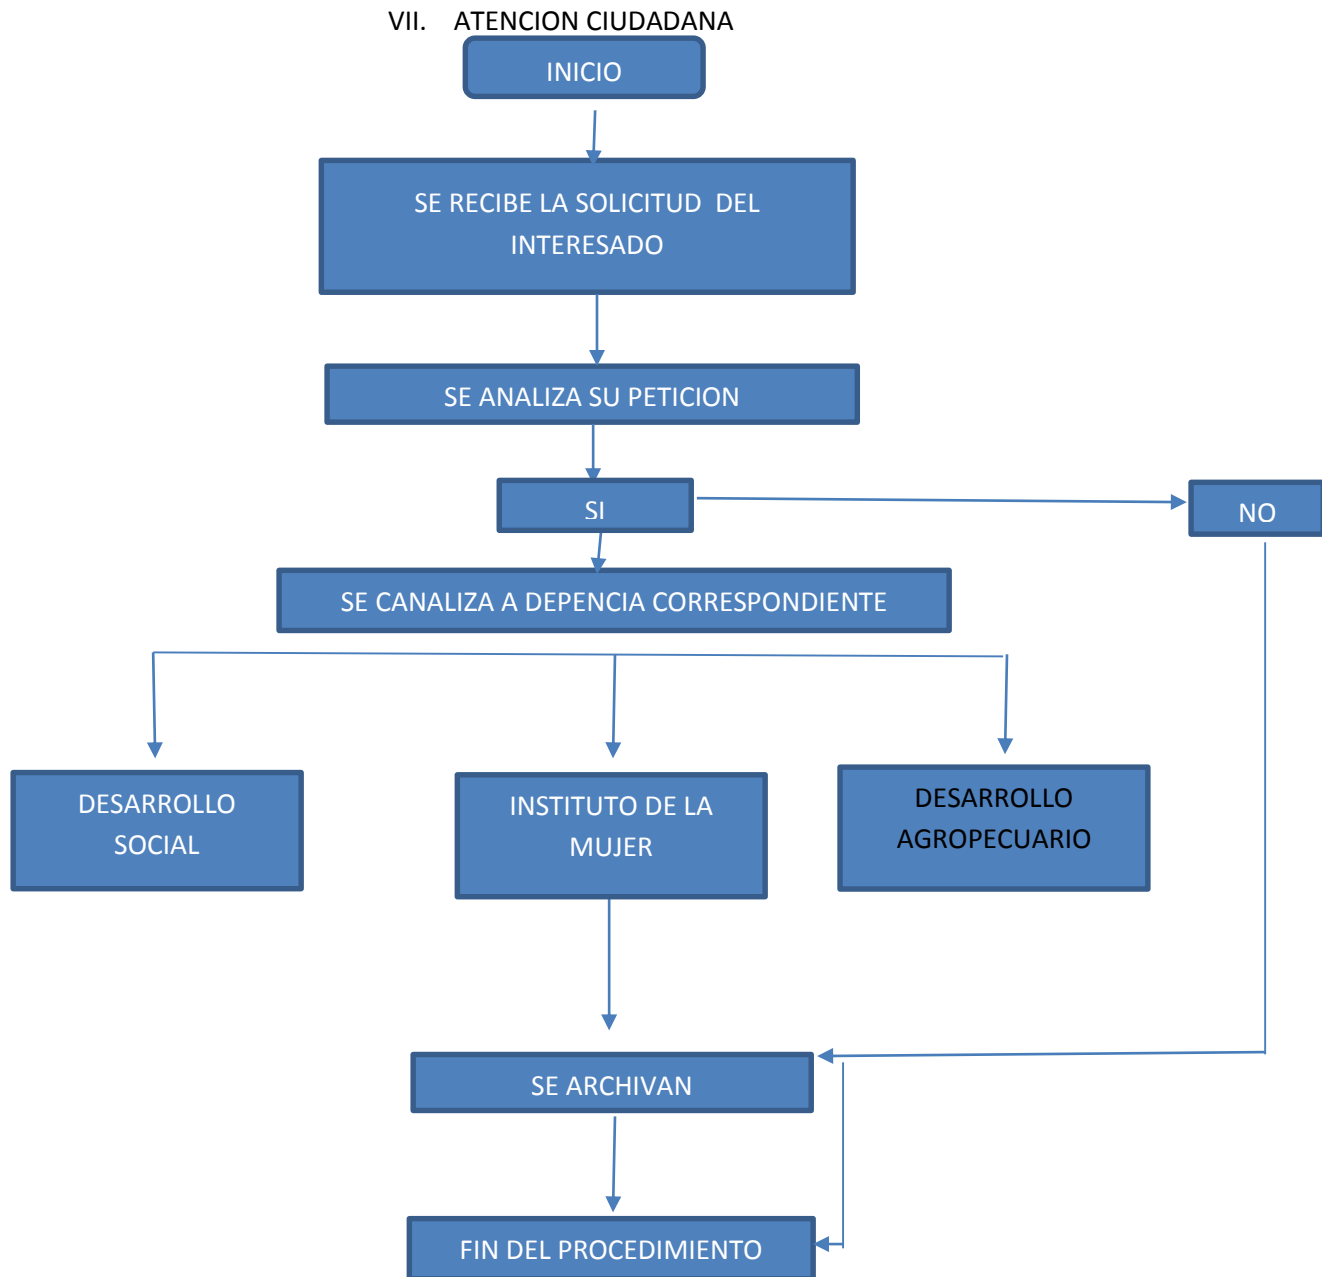 VII. ATENCION CIUDADANA
INICIO
SE RECIBE LA SOLICITUD DEL
INTERESADO
SE ANALIZA SU PETICION
SI
NO
SE CANALIZA A DEPENCIA CORRESPONDIENTE
DESARROLLO
SOCIAL
INSTITUTO DE LA
MUJER
DESARROLLO
AGROPECUARIO
SE ARCHIVAN
FIN DEL PROCEDIMIENTO